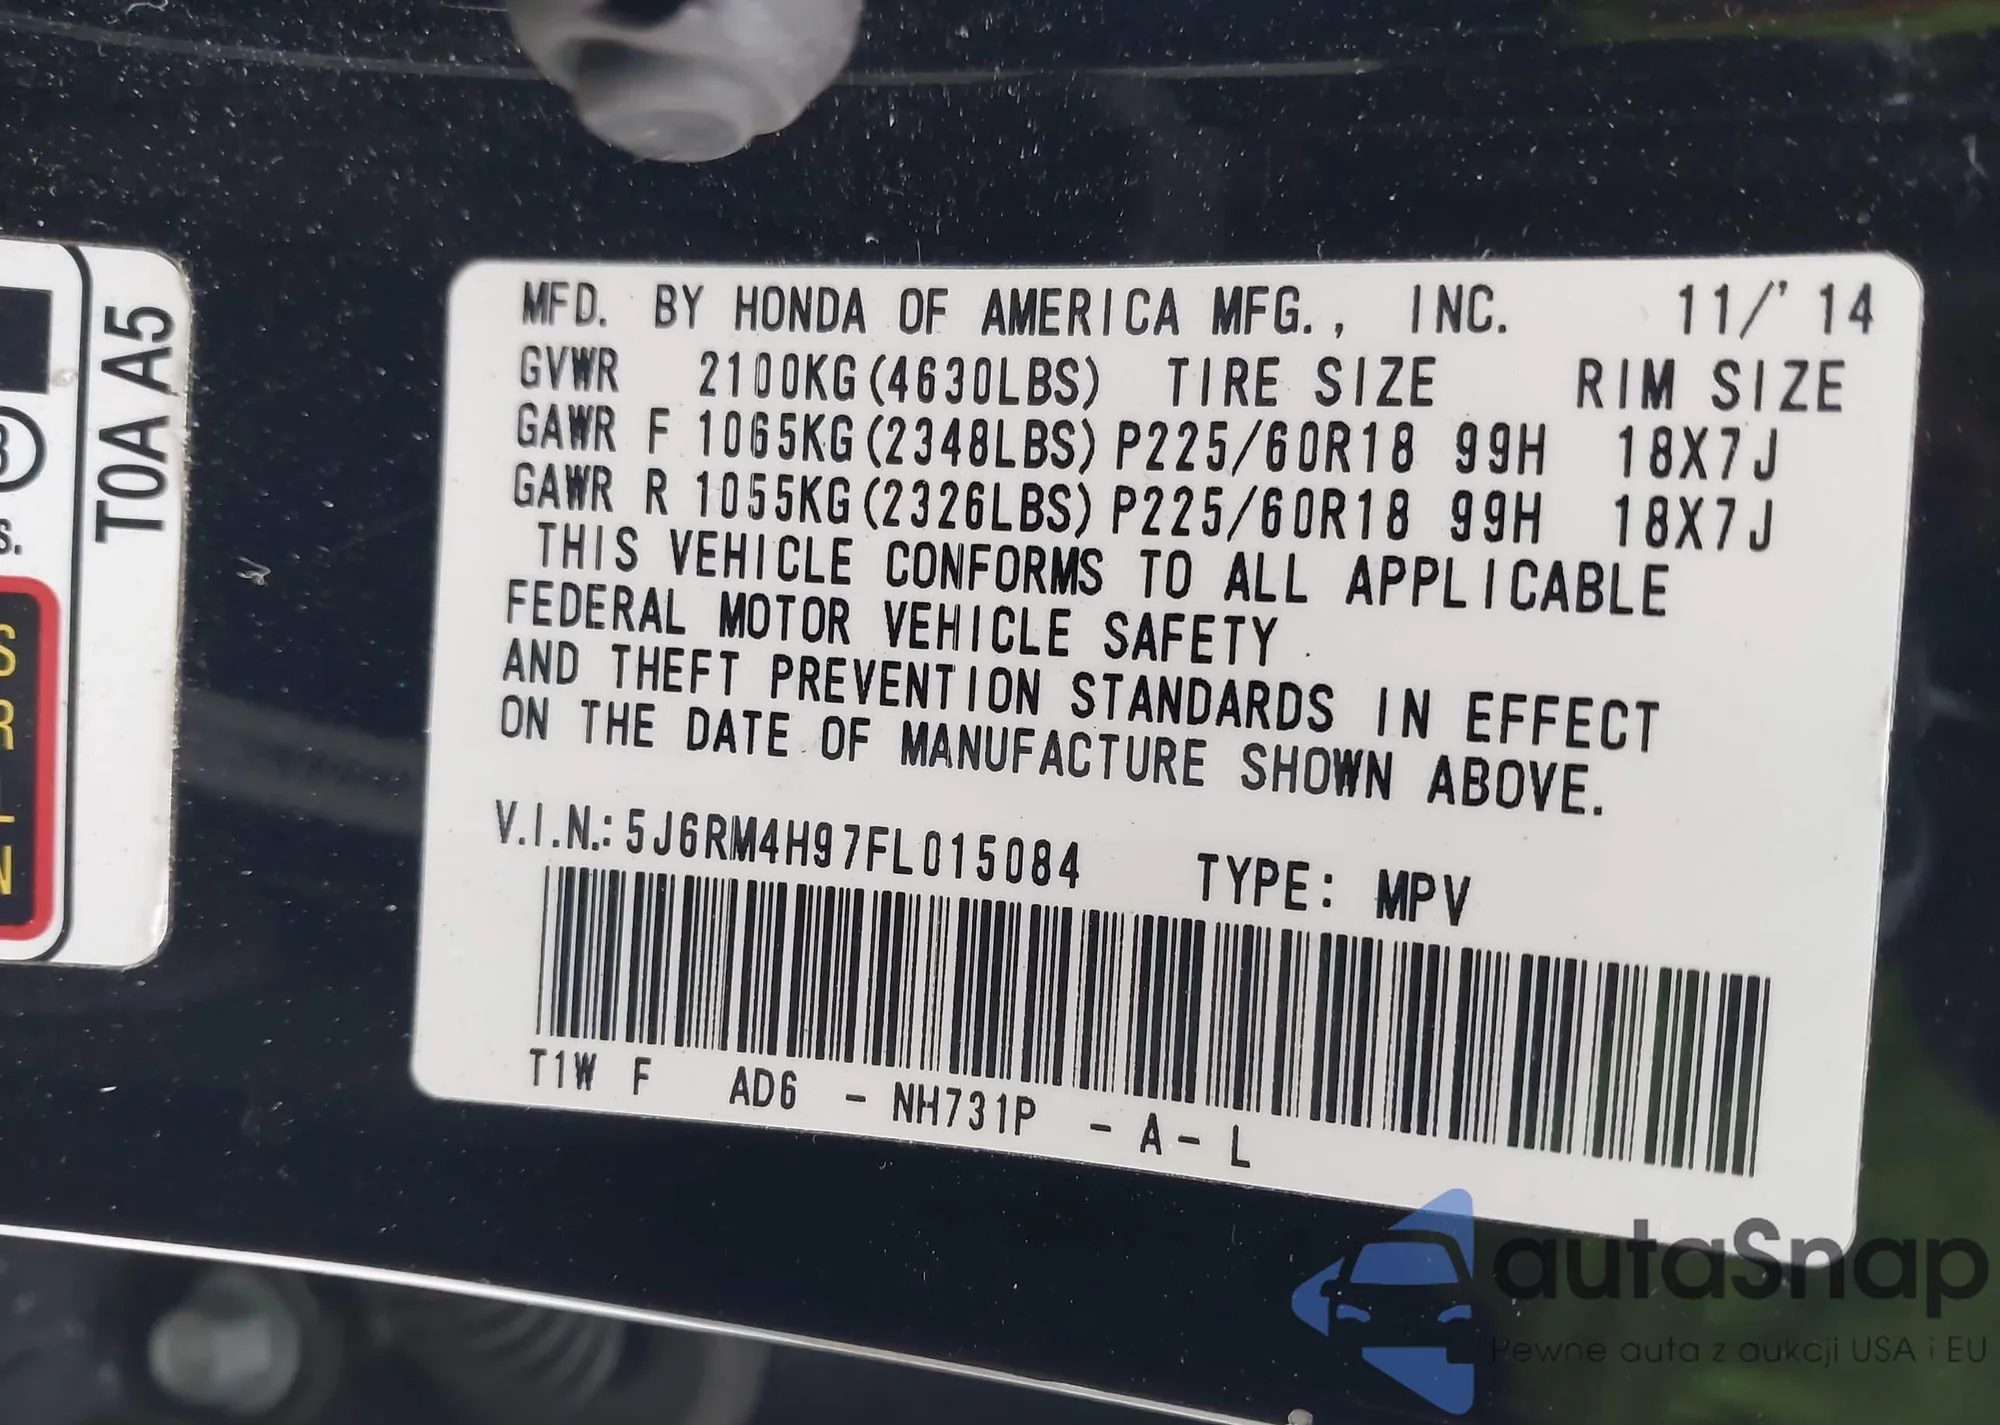 MFD. BY HONDA OF AMERICA MFG., INC. 11/'14
GVWR 2100KG(4630LBS) TIRE SIZE RIM SIZE
GAWR F 1065KG(2348LBS) P225/60R18 99H 18X7J
GAWR R 1055KG(2326LBS) P225/60R18 99H 18X7J
THIS VEHICLE CONFORMS TO ALL APPLICABLE
FEDERAL MOTOR VEHICLE SAFETY
AND THEFT PREVENTION STANDARDS IN EFFECT
ON THE DATE OF MANUFACTURE SHOWN ABOVE.
V.I.N.: 5J6RM4H97FL015084 TYPE: MPV
T1W F AD6 - NH731P - A - L
T0A A5
S.
S
R
N
autaSnap
Pewne auta z aukcji USA i EU